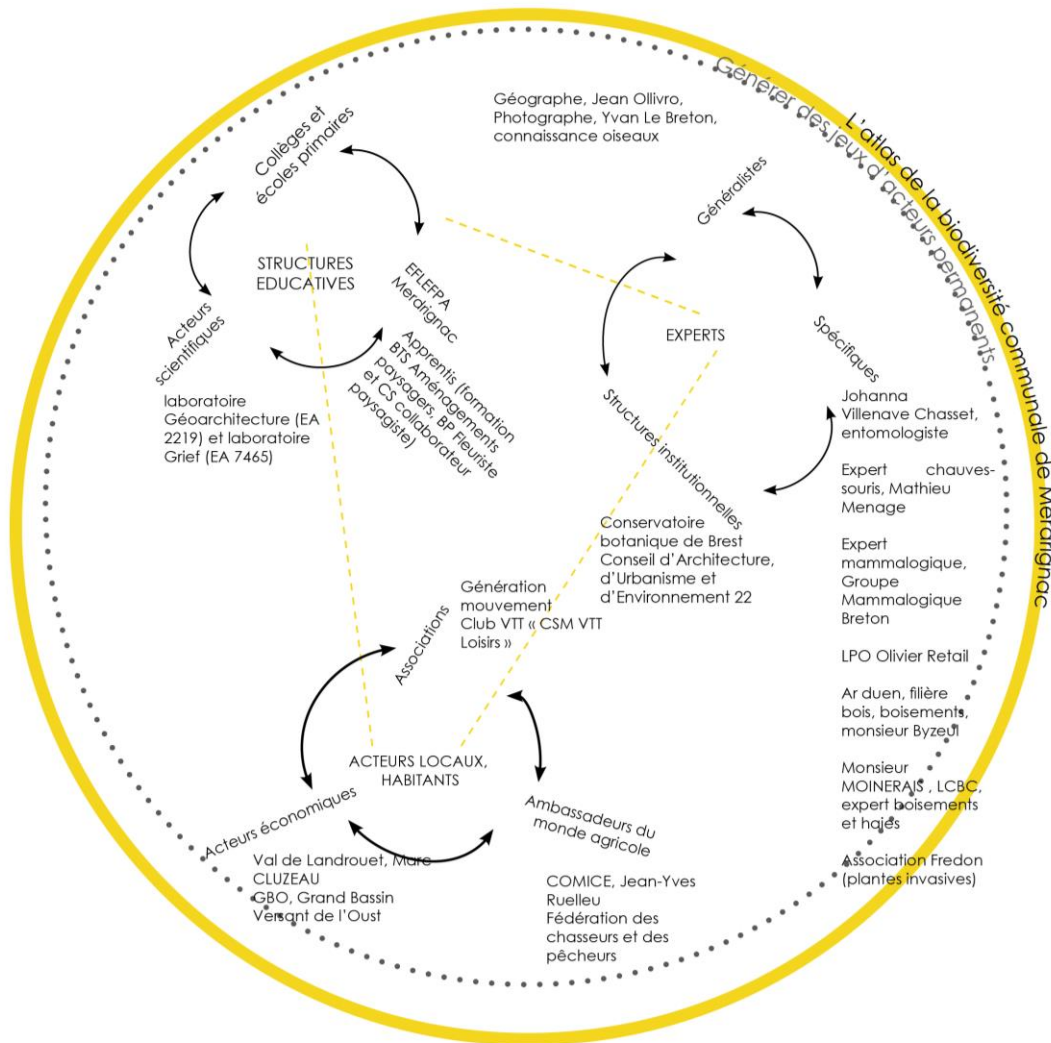 L'atlas de la biodiversité communale de Merdrignac
Générer des jeux d'acteurs permanents
Géographe, Jean Ollivro,
Photographe, Yvan Le Breton,
connaissance oiseaux
Collèges et
écoles primaires
STRUCTURES
EDUCATIVES
Acteurs
scientifiques
laboratoire
Géoarchitecture (EA
2219) et laboratoire
Grief (EA 7465)
EFLEFPA
Merdrignac
Apprentis (formation
BTS Aménagements
paysagers, BP Fleuriste
et CS collaborateur
paysagiste)
Généralistes
EXPERTS
Spécifiques
Johanna
Villenave Chasset,
entomologiste
Expert chauves-
souris, Mathieu
Menage
Expert
mammalogique,
Groupe
Mammalogique
Breton
LPO Olivier Retail
Ar duen, filière
bois, boisements,
monsieur Byzeul
Monsieur
MOINERAIS , LCBC,
expert boisements
et hajes
Association Fredon
(plantes invasives)
Structures institutionnelles
Conservatoire
botanique de Brest
Conseil d'Architecture,
d'Urbanisme et
d'Environnement 22
Associations
Génération
mouvement
Club VTT « CSM VTT
Loisirs »
ACTEURS LOCAUX,
HABITANTS
Acteurs économiques
Val de Landrouet, Marc
CLUZEAU
GBO, Grand Bassin
Versant de l'Oust
Ambassadeurs du
monde agricole
COMICE, Jean-Yves
Ruelleu
Fédération des
chasseurs et des
pêcheurs